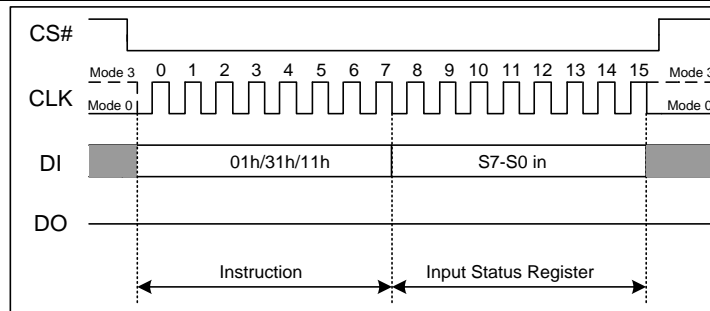 CS#
Mode 3 0 1 2 3 4 5 6 7 8 9 10 11 12 13 14 15 Mode 3
CLK
Mode 0 Mode 0
DI 01h/31h/11h S7-S0 in
DO
Instruction Input Status Register